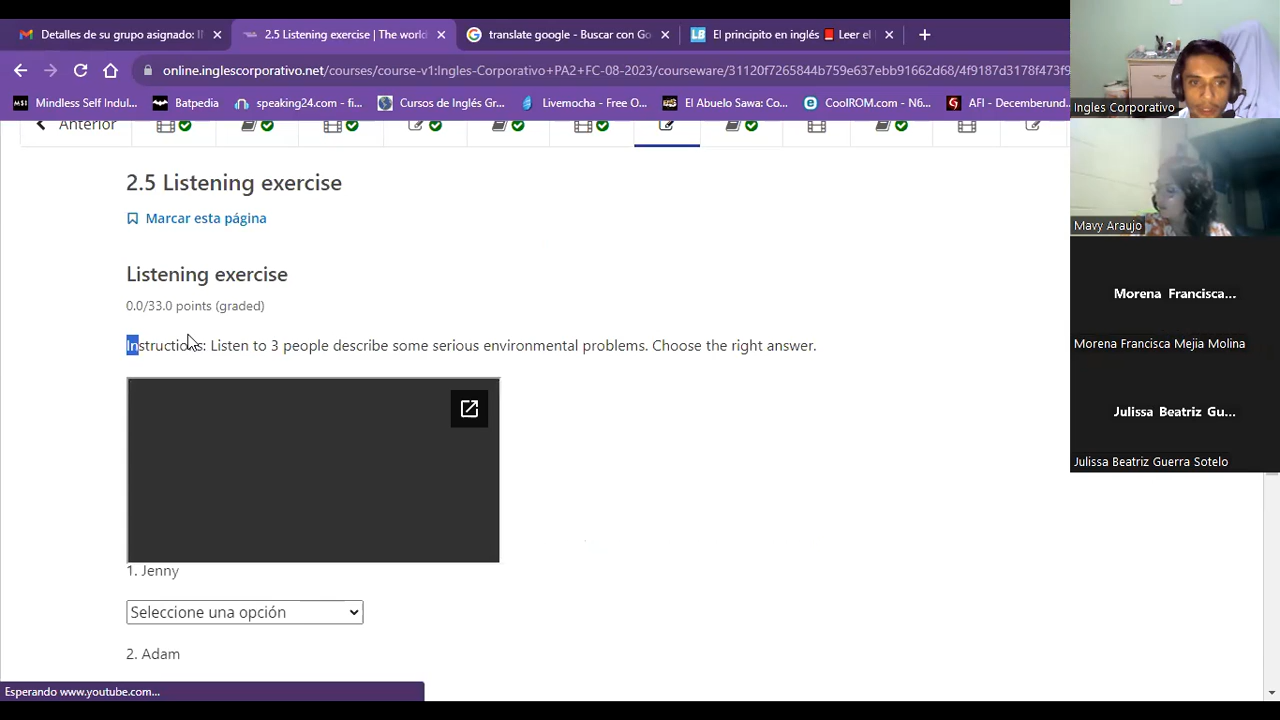 Detalles de su grupo asignado: II
2.5 Listening exercise | The world
translate google - Buscar con Go
El principito en inglés 📕 Leer el
online.inglescorporativo.net/courses/course-v1:Ingles-Corporativo+PA2+FC-08-2023/courseware/31120f7265844b759e637ebb91662d68/4f9187d3178f473f9
Mindless Self Indul...
Batpedia
speaking24.com - fi...
Cursos de Inglés Gr...
Livemocha - Free O...
El Abuelo Sawa: Co...
CoolROM.com - N6...
AFI - Decemberund...
Anterior
2.5 Listening exercise
Marcar esta página
Listening exercise
0.0/33.0 points (graded)
Instructions: Listen to 3 people describe some serious environmental problems. Choose the right answer.
1. Jenny
Seleccione una opción
2. Adam
Esperando www.youtube.com...
Ingles Corporativo
Mavy Araujo
Morena Francisca...
Morena Francisca Mejia Molina
Julissa Beatriz Gu...
Julissa Beatriz Guerra Sotelo